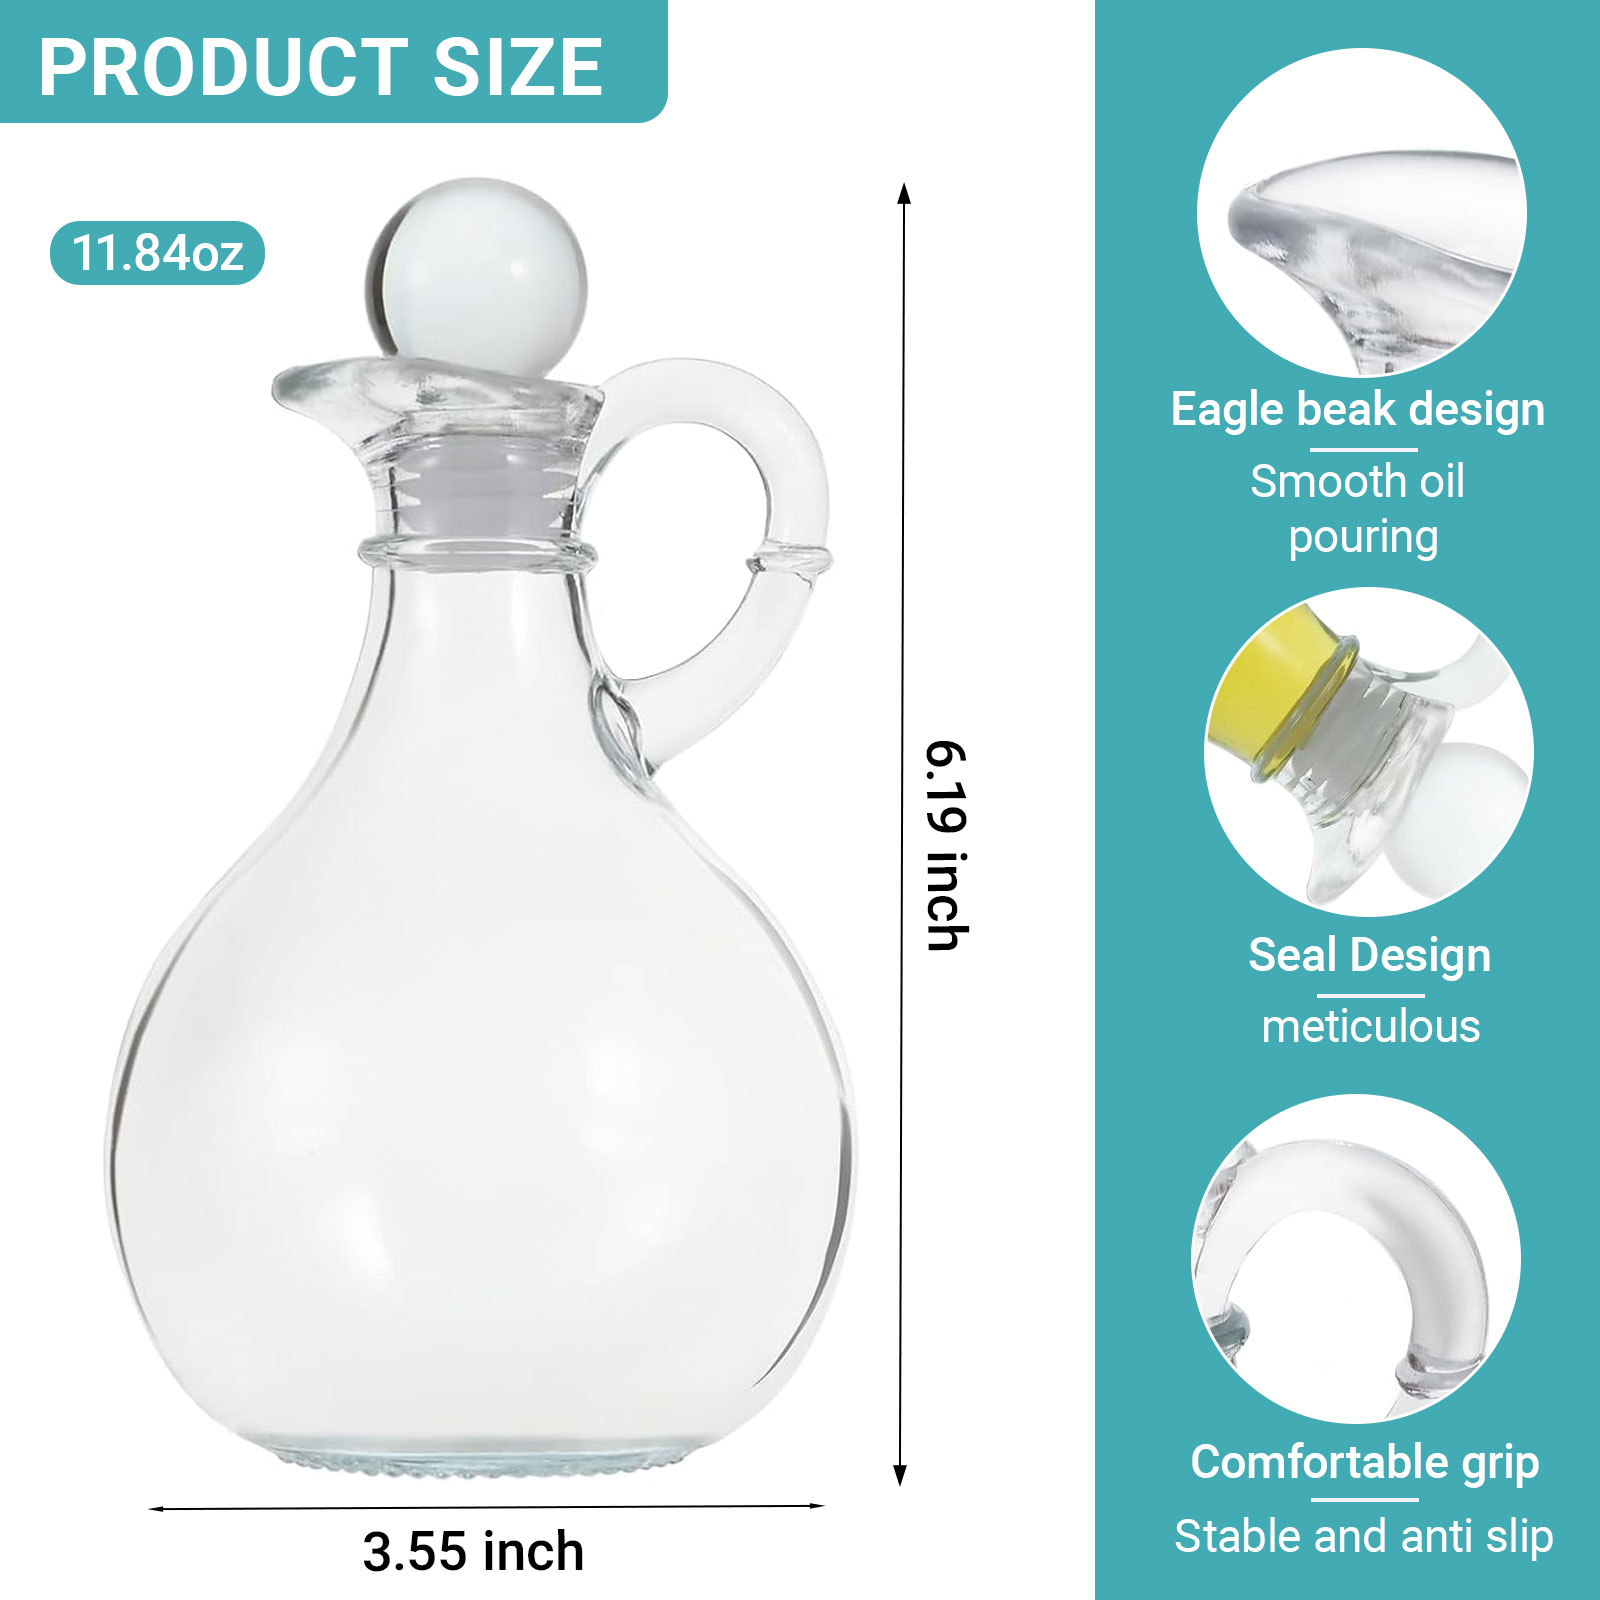 PRODUCT SIZE
11.84oz
6.19 inch
3.55 inch
Eagle beak design
Smooth oil
pouring
Seal Design
meticulous
Comfortable grip
Stable and anti slip